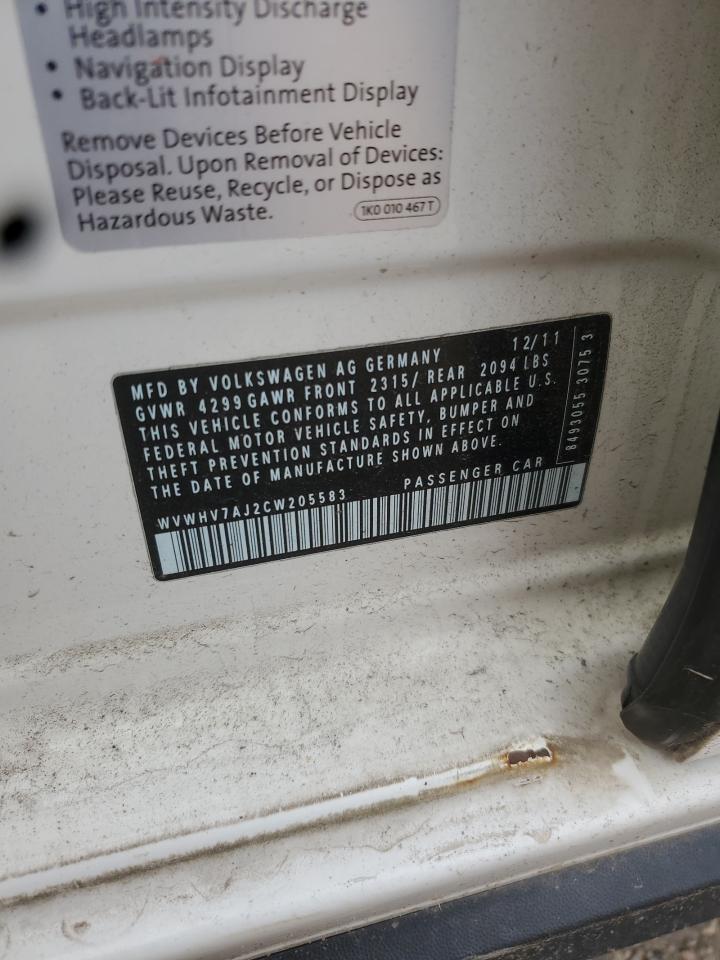 • High Intensity Discharge
Headlamps
• Navigation Display
• Back-Lit Infotainment Display
Remove Devices Before Vehicle
Disposal. Upon Removal of Devices:
Please Reuse, Recycle, or Dispose as
Hazardous Waste.
1K0 010 467 T
12/11
MFD BY VOLKSWAGEN AG GERMANY
GVWR 4299 GAWR FRONT 2315/ REAR 2094 LBS
THIS VEHICLE CONFORMS TO ALL APPLICABLE U.S.
FEDERAL MOTOR VEHICLE SAFETY, BUMPER AND
THEFT PREVENTION STANDARDS IN EFFECT ON
THE DATE OF MANUFACTURE SHOWN ABOVE.
WVWHV7AJ2CW205583 PASSENGER CAR
8493055 3075 3